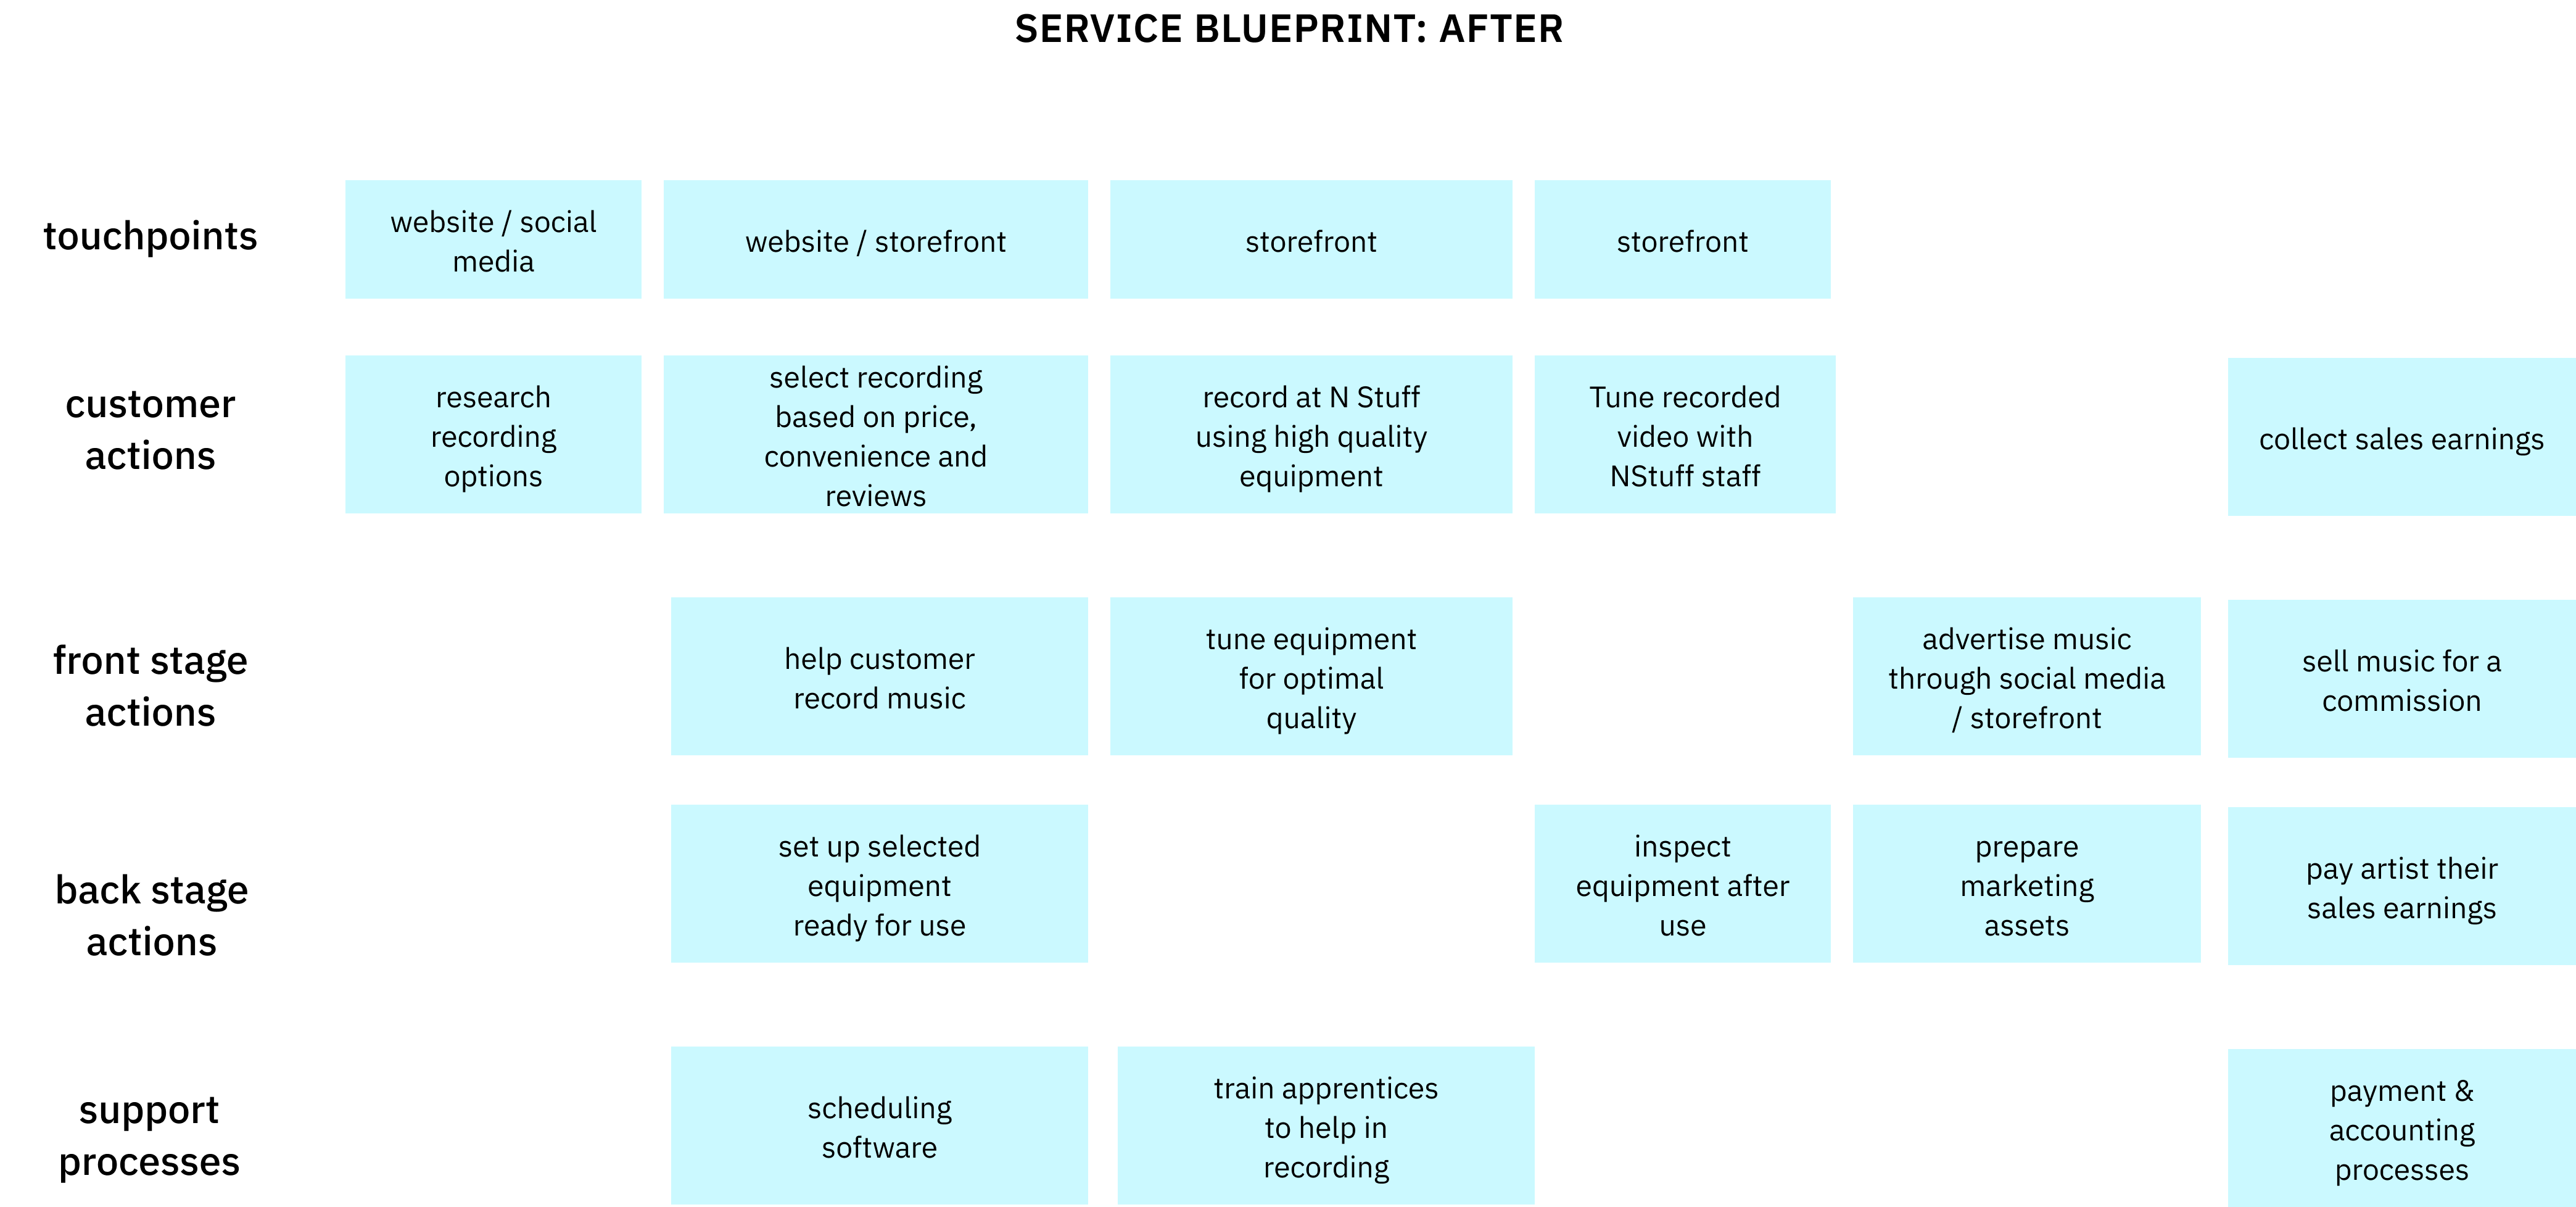 SERVICE BLUEPRINT: AFTER
touchpoints
website / social
media
website / storefront
storefront
storefront
customer
actions
research
recording
options
select recording
based on price,
convenience and
reviews
record at N Stuff
using high quality
equipment
Tune recorded
video with
NStuff staff
collect sales earnings
front stage
actions
help customer
record music
tune equipment
for optimal
quality
advertise music
through social media
/ storefront
sell music for a
commission
back stage
actions
set up selected
equipment
ready for use
inspect
equipment after
use
prepare
marketing
assets
pay artist their
sales earnings
support
processes
scheduling
software
train apprentices
to help in
recording
payment &
accounting
processes